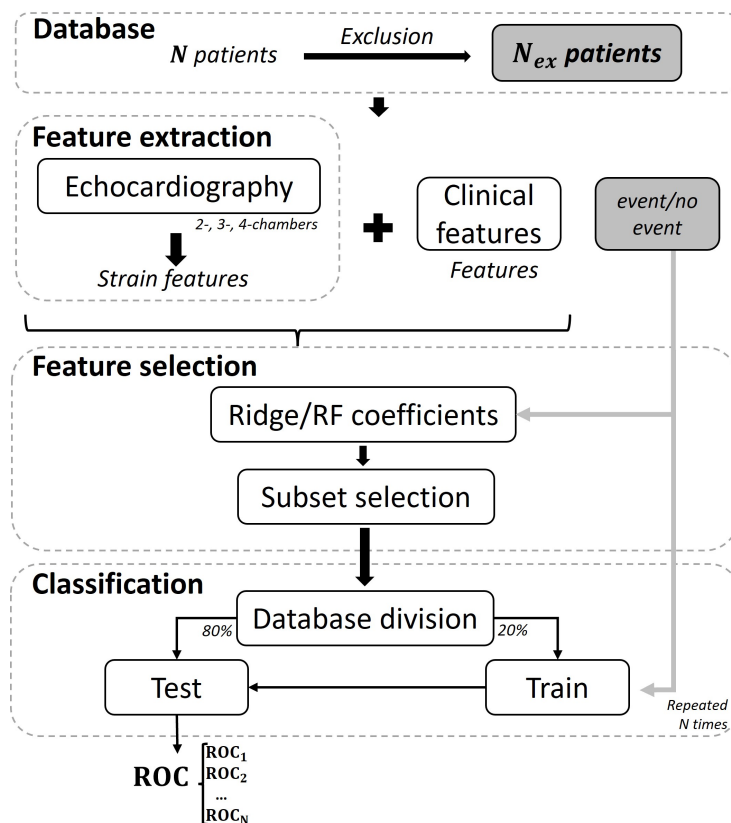 Database
N patients
Exclusion
N_ex patients
Feature extraction
Echocardiography
2-, 3-, 4-chambers
Strain features
Clinical
features
Features
event/no
event
Feature selection
Ridge/RF coefficients
Subset selection
Classification
Database division
80%
20%
Test
Train
Repeated
N times
ROC
ROC₁
ROC₂
...
ROC_N